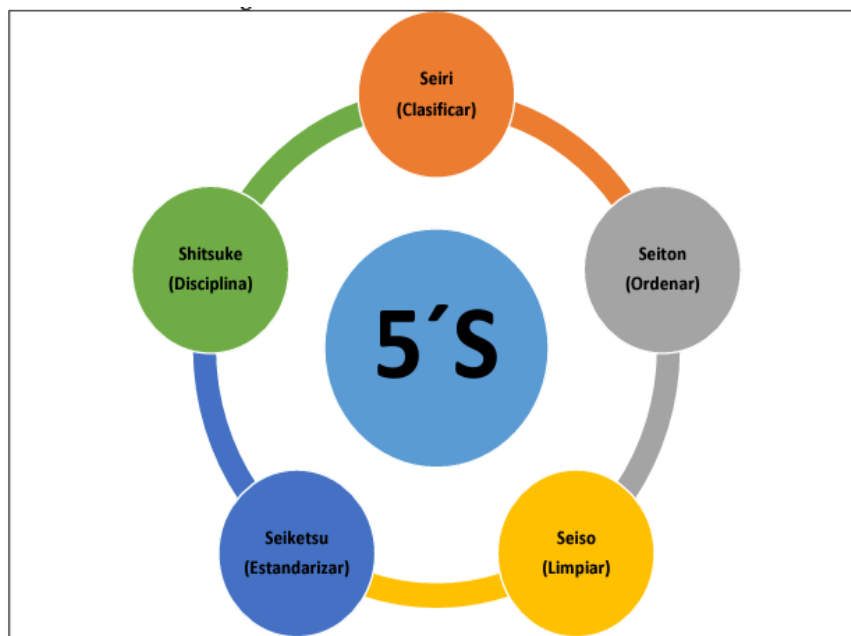 Seiri
(Clasificar)
Seiton
(Ordenar)
Seiso
(Limpiar)
Seiketsu
(Estandarizar)
Shitsuke
(Disciplina)
5´S